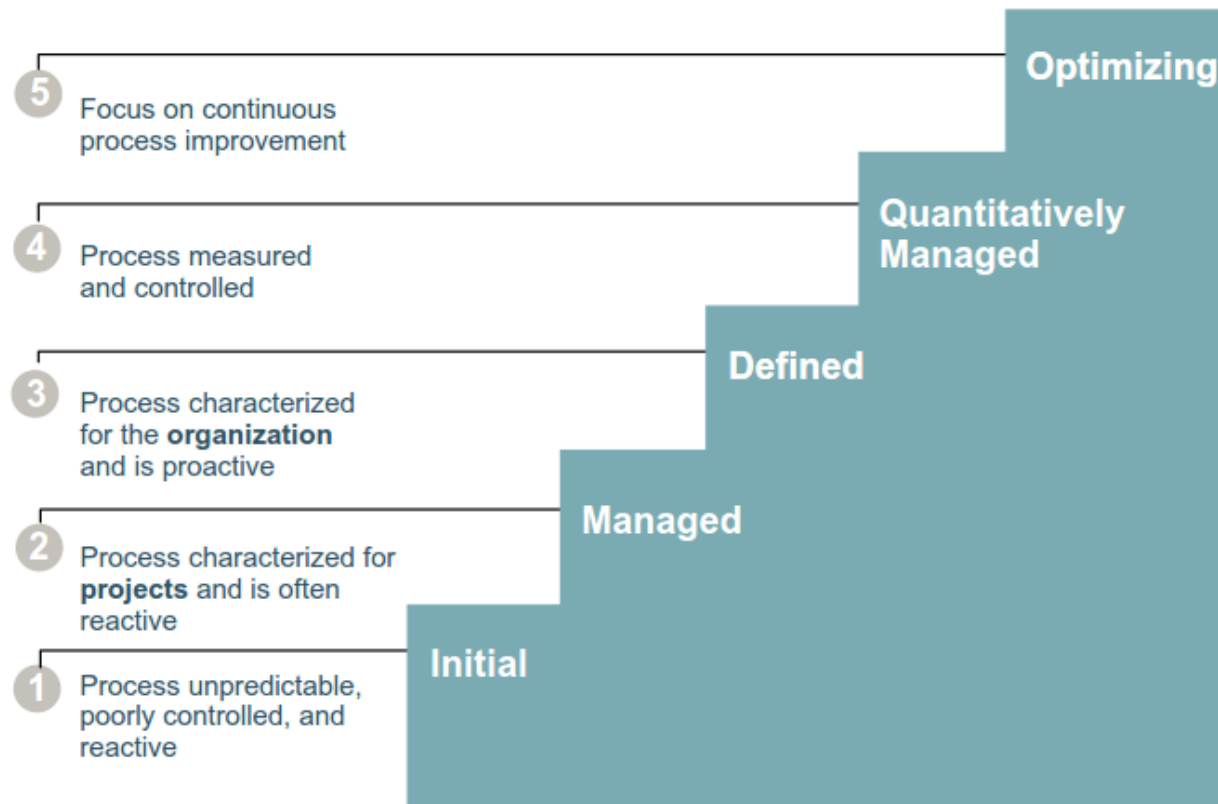 Optimizing
5
Focus on continuous
process improvement
Quantitatively
Managed
4
Process measured
and controlled
Defined
3
Process characterized
for the organization
and is proactive
Managed
2
Process characterized for
projects and is often
reactive
Initial
1
Process unpredictable,
poorly controlled, and
reactive